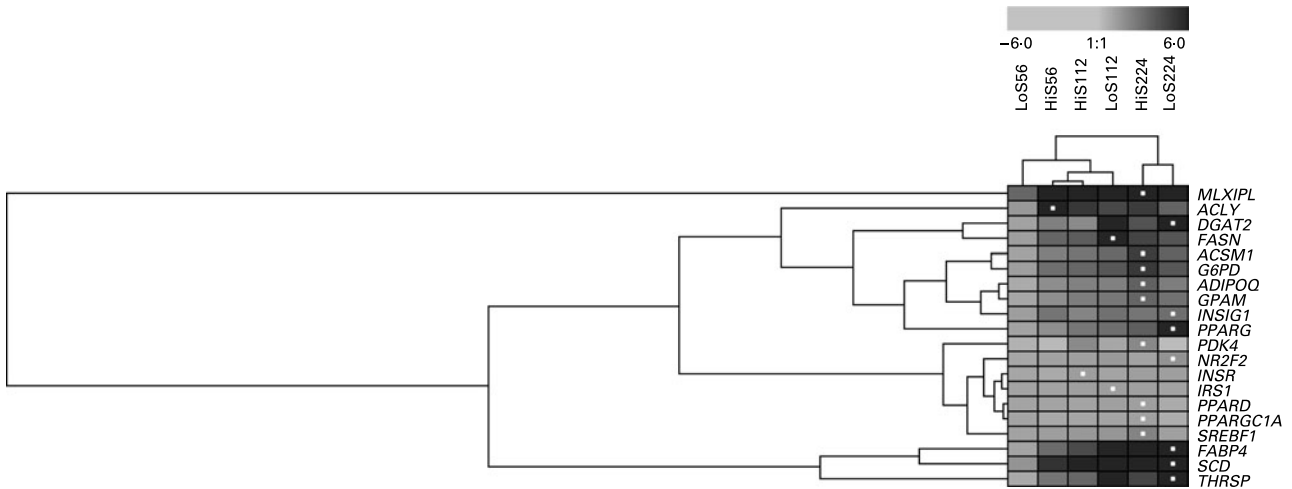 −6·0 1:1 6·0
LoS56 HiS56 HiS112 LoS112 HiS224 LoS224
MLXIPL
ACLY
DGAT2
FASN
ACSM1
G6PD
ADIPOQ
GPAM
INSIG1
PPARG
PDK4
NR2F2
INSR
IRS1
PPARD
PPARGC1A
SREBF1
FABP4
SCD
THRSP